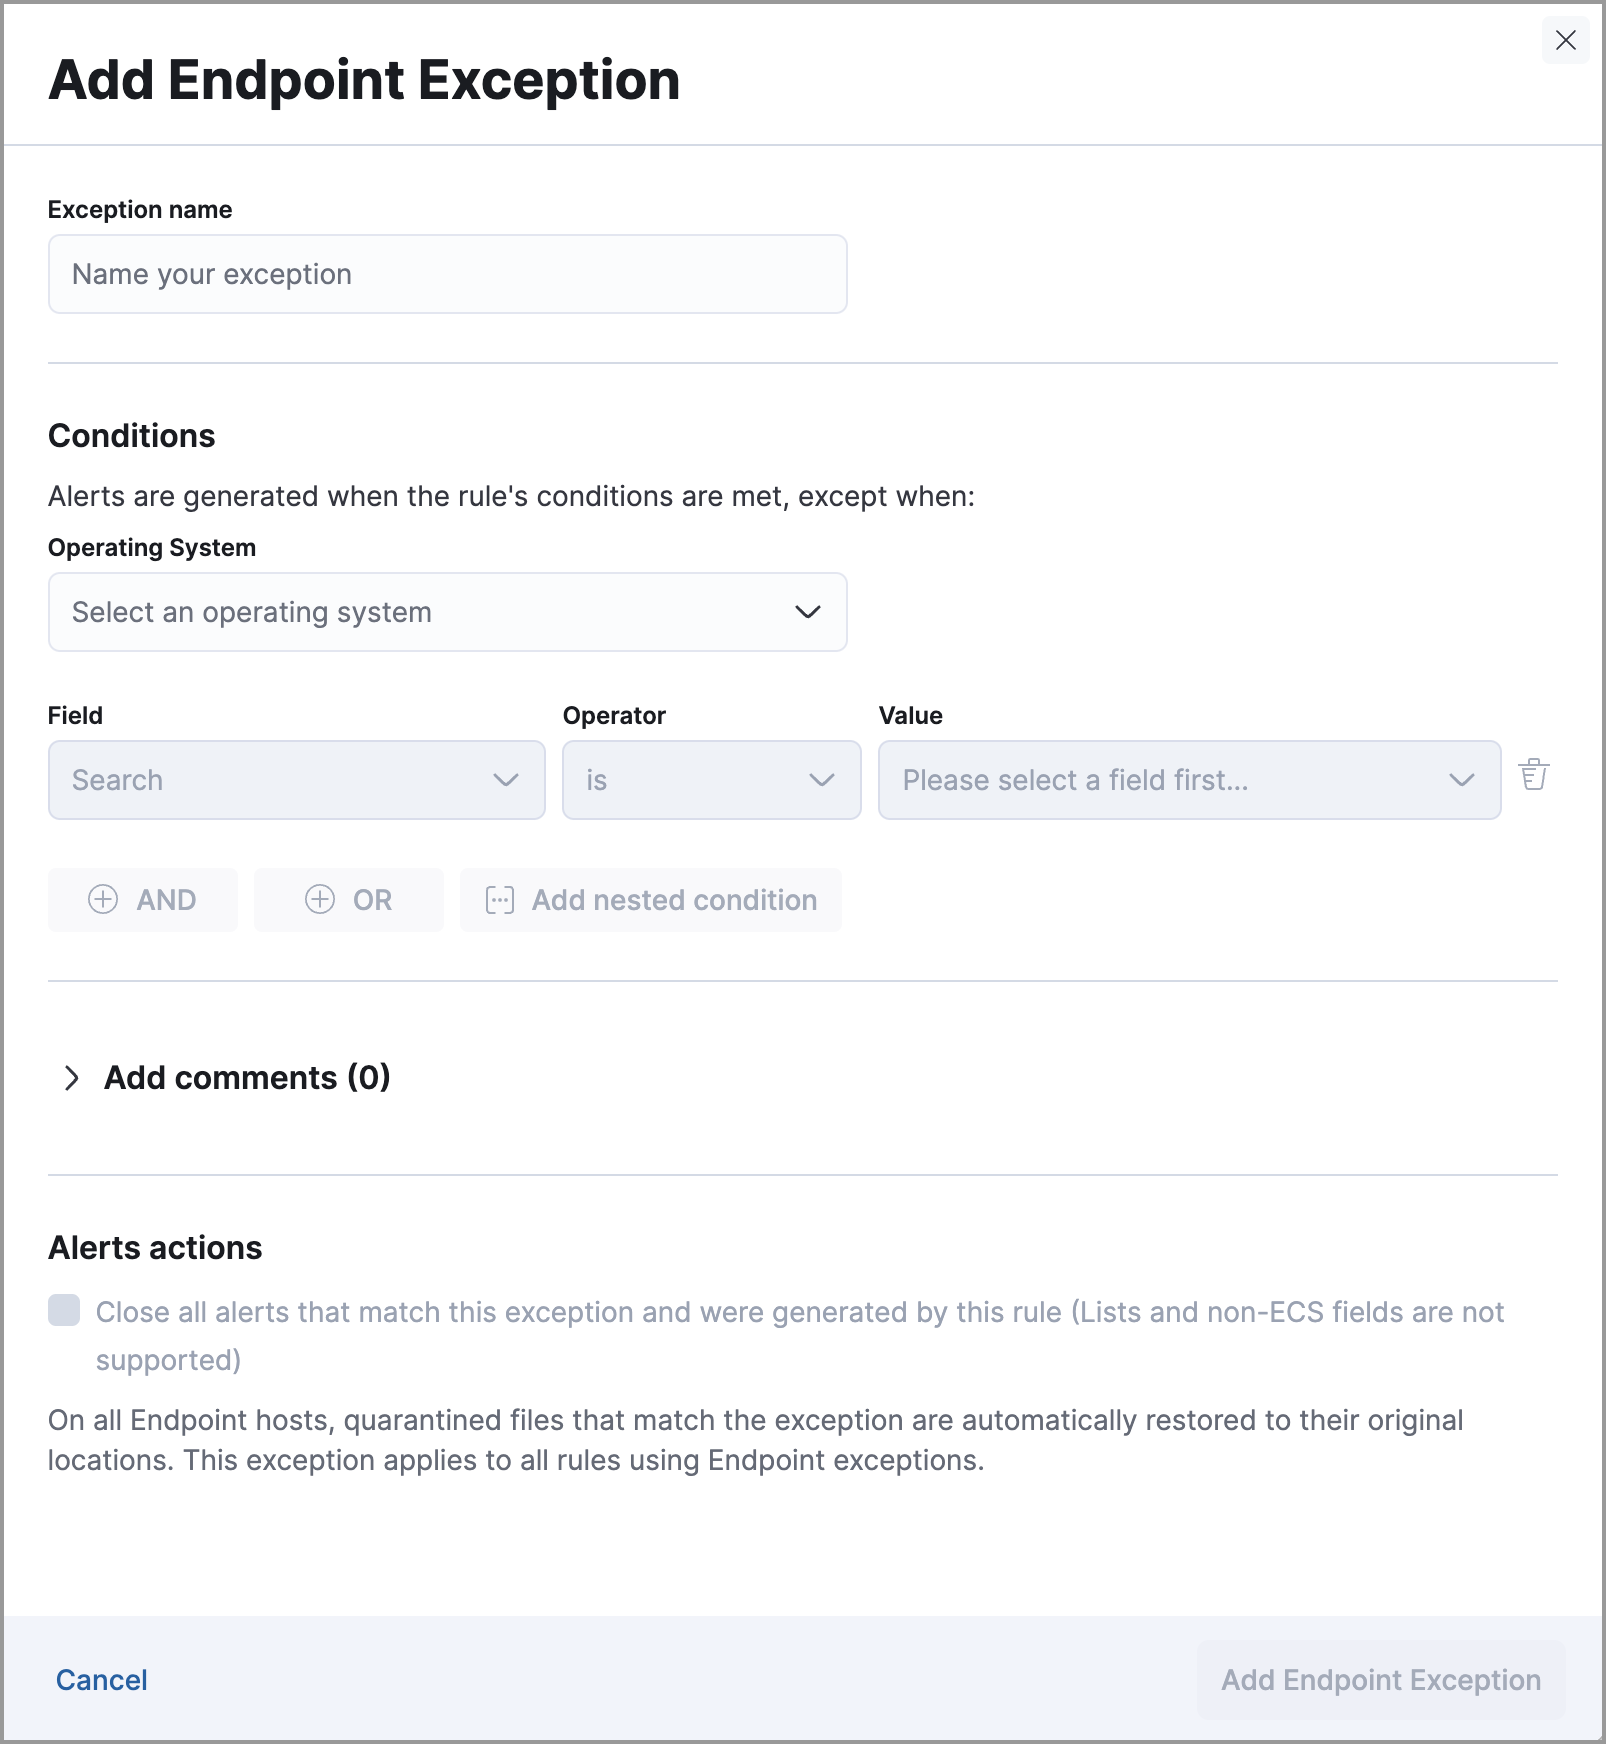 Add Endpoint Exception
Exception name
Name your exception
Conditions
Alerts are generated when the rule's conditions are met, except when:
Operating System
Select an operating system
Field
Operator
Value
Search
is
Please select a field first...
AND
OR
Add nested condition
Add comments (0)
Alerts actions
Close all alerts that match this exception and were generated by this rule (Lists and non-ECS fields are not
supported)
On all Endpoint hosts, quarantined files that match the exception are automatically restored to their original
locations. This exception applies to all rules using Endpoint exceptions.
Cancel
Add Endpoint Exception